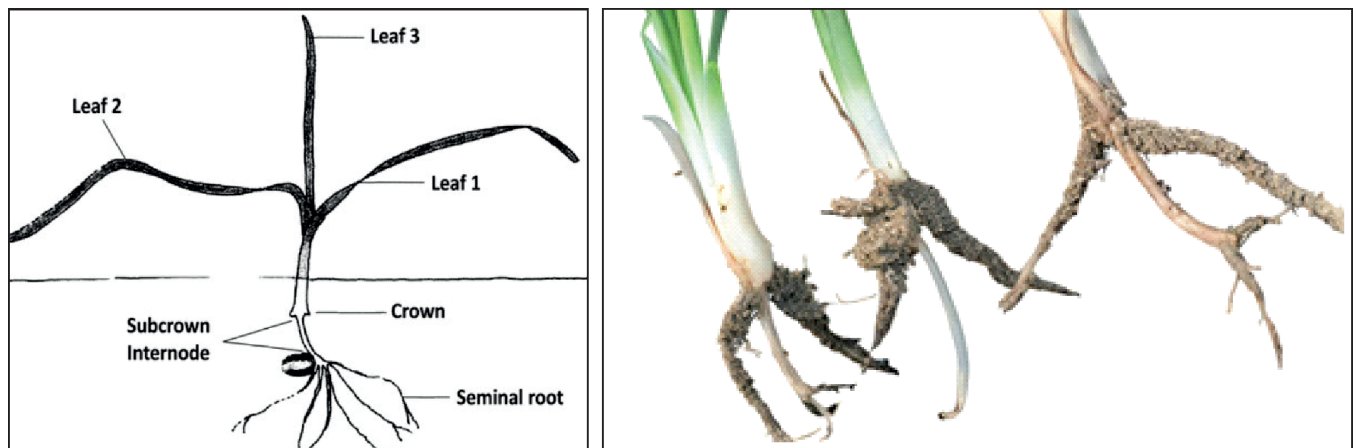 Leaf 3
Leaf 2
Leaf 1
Crown
Subcrown
Internode
Seminal root